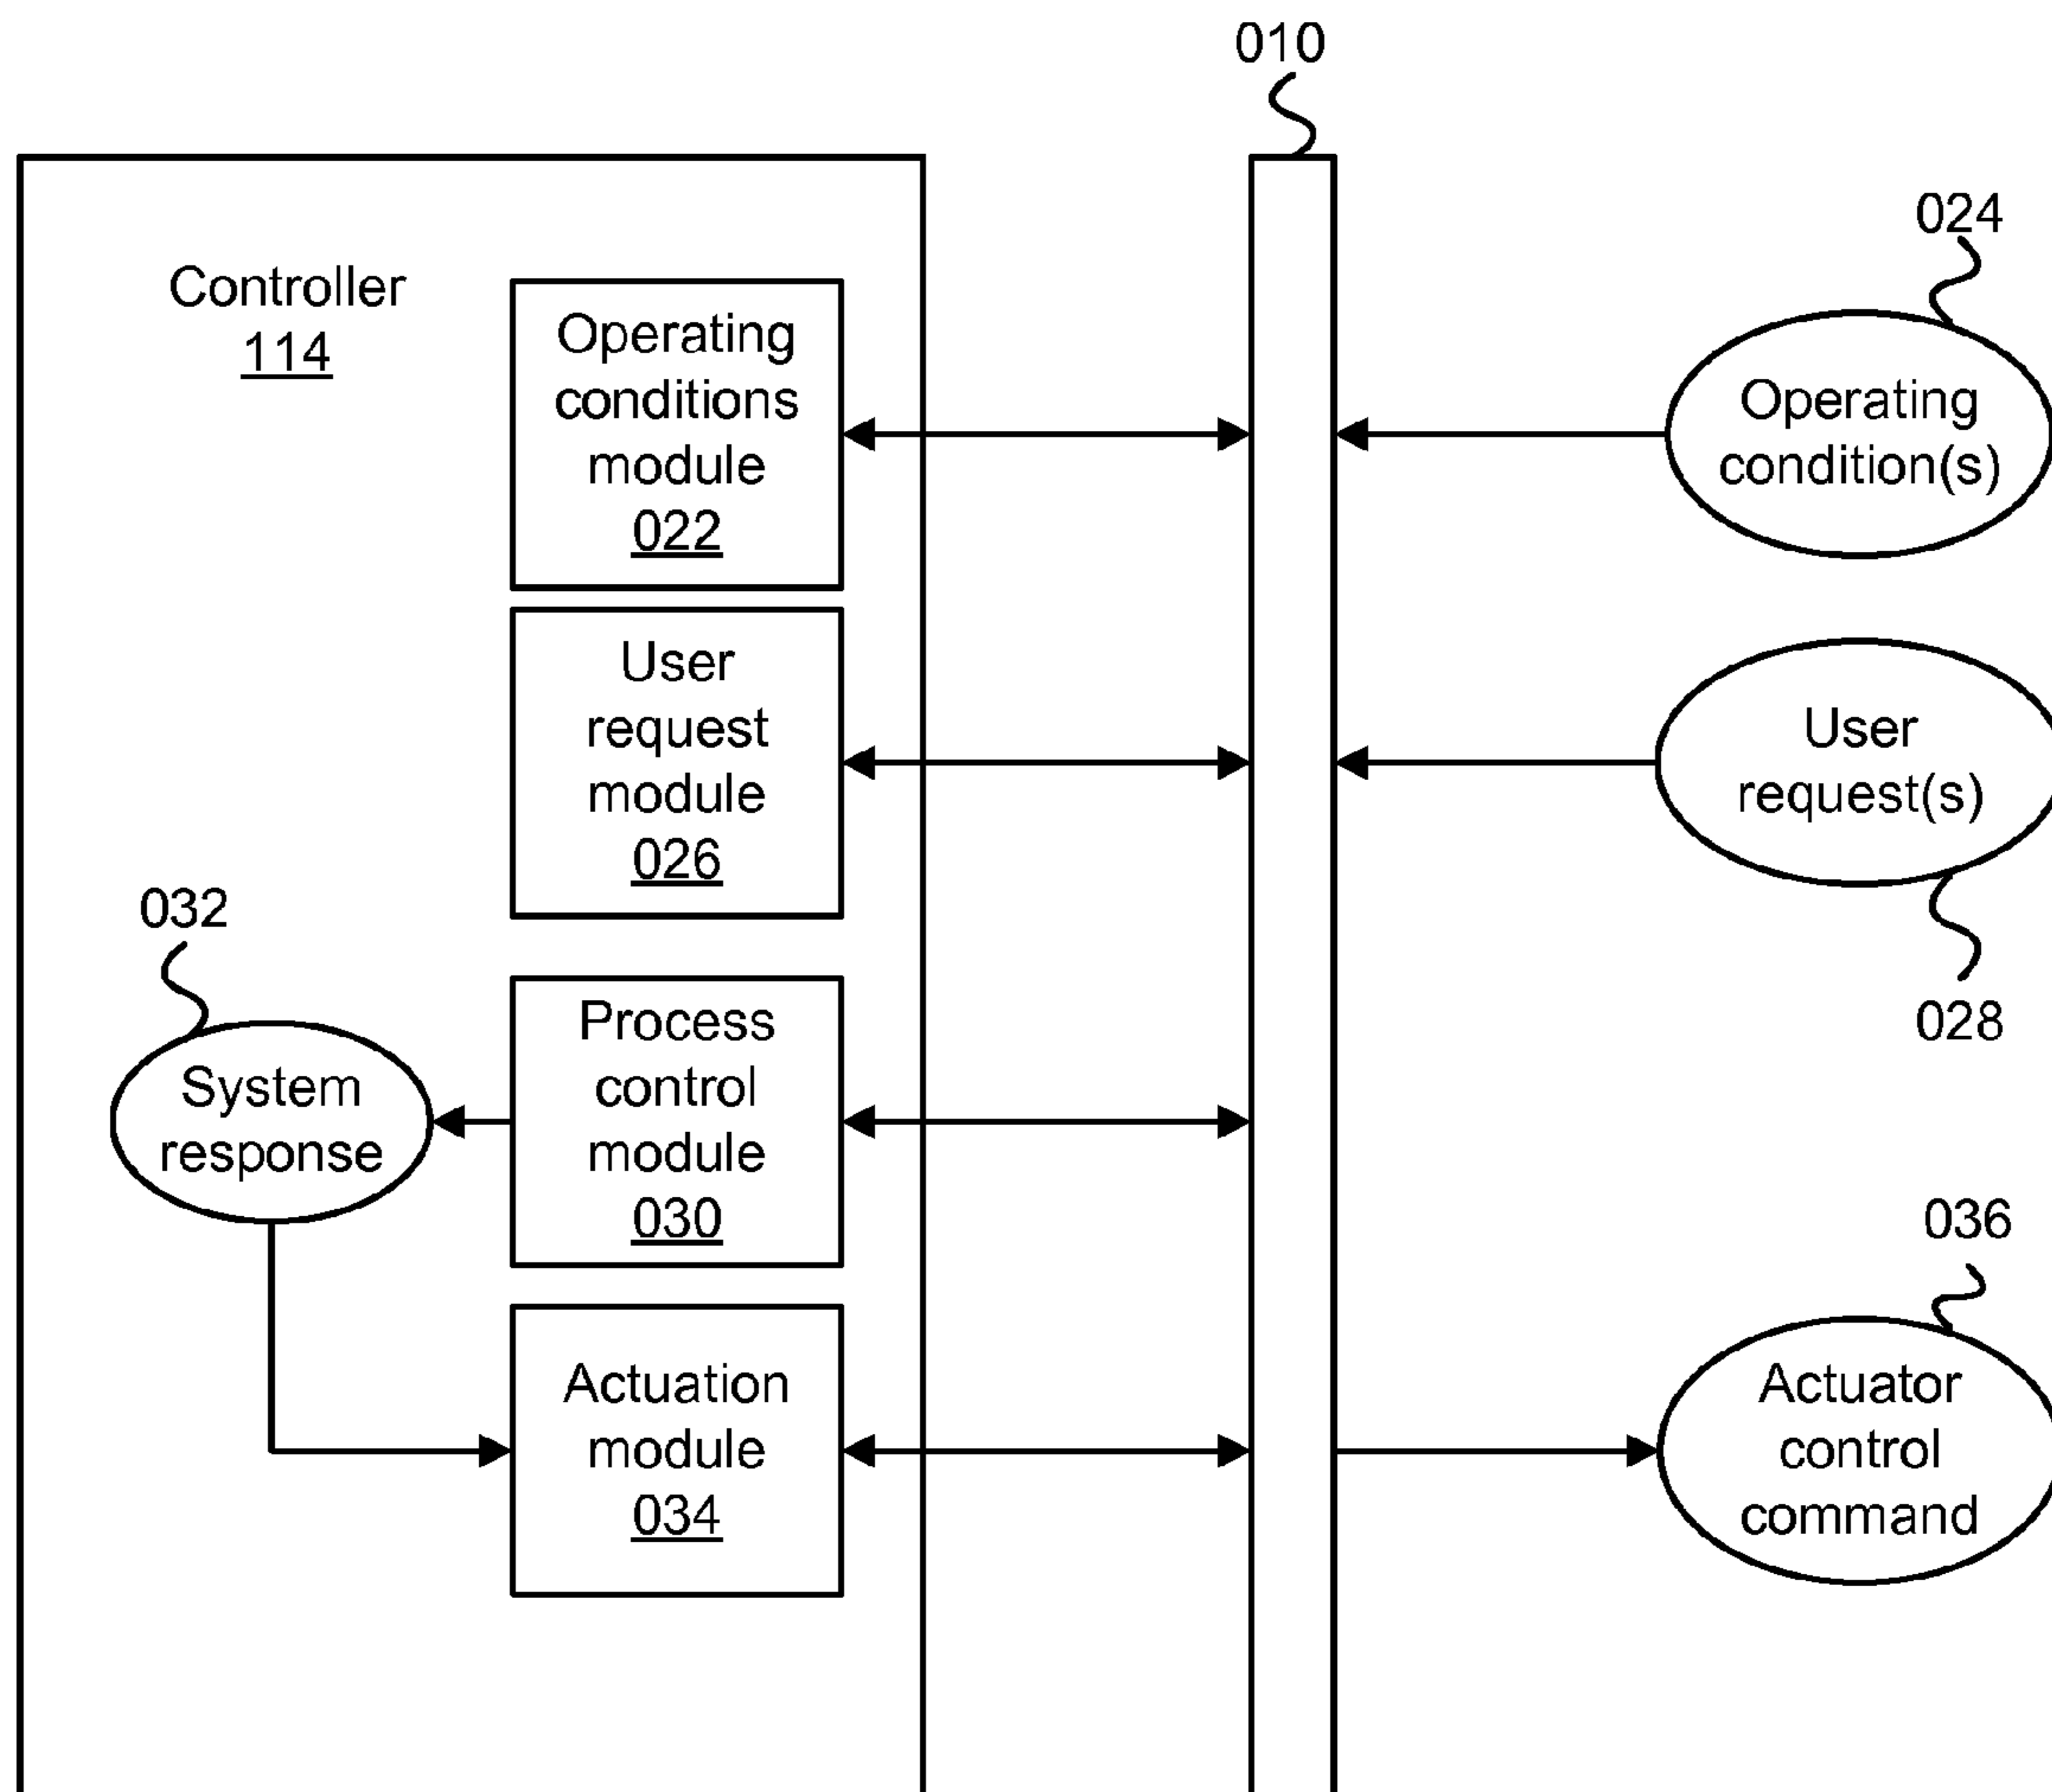 010
024
Controller
114
Operating
conditions
module
022
Operating
condition(s)
User
request
module
026
User
request(s)
028
032
System
response
Process
control
module
030
036
Actuation
module
034
Actuator
control
command